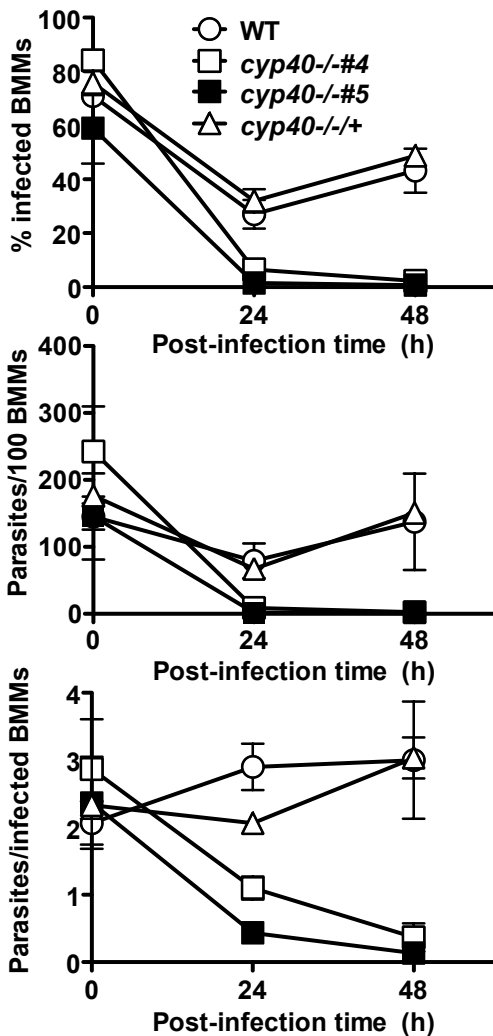 % infected BMMs
100
80
60
40
20
0
WT
cyp40-/-#4
cyp40-/-#5
cyp40-/-/+
0 24 48
Post-infection time (h)
Parasites/100 BMMs
400
300
200
100
0
0 24 48
Post-infection time (h)
Parasites/infected BMMs
4
3
2
1
0
0 24 48
Post-infection time (h)